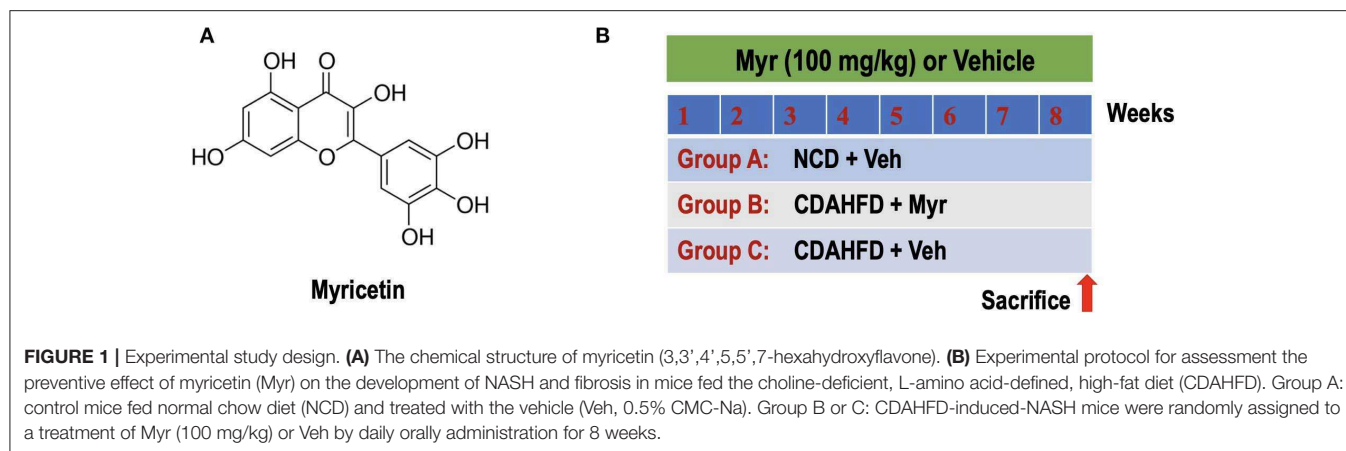 A
OH
O
OH
HO
O
OH
OH
OH
Myricetin
B
Myr (100 mg/kg) or Vehicle
1 2 3 4 5 6 7 8 Weeks
Group A: NCD + Veh
Group B: CDAHFD + Myr
Group C: CDAHFD + Veh
Sacrifice
FIGURE 1 | Experimental study design. (A) The chemical structure of myricetin (3,3',4',5,5',7-hexahydroxyflavone). (B) Experimental protocol for assessment the
preventive effect of myricetin (Myr) on the development of NASH and fibrosis in mice fed the choline-deficient, L-amino acid-defined, high-fat diet (CDAHFD). Group A:
control mice fed normal chow diet (NCD) and treated with the vehicle (Veh, 0.5% CMC-Na). Group B or C: CDAHFD-induced-NASH mice were randomly assigned to
a treatment of Myr (100 mg/kg) or Veh by daily orally administration for 8 weeks.